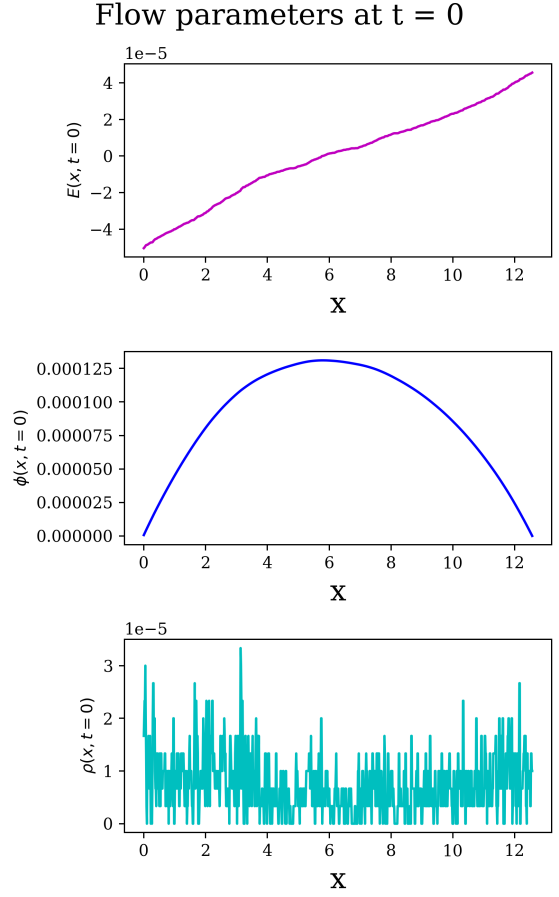 Flow parameters at t = 0
1e−5
4
2
0
−2
−4
E(x, t = 0)
0 2 4 6 8 10 12
x
0.000125
0.000100
0.000075
0.000050
0.000025
0.000000
ϕ(x, t = 0)
0 2 4 6 8 10 12
x
1e−5
3
2
1
0
ρ(x, t = 0)
0 2 4 6 8 10 12
x